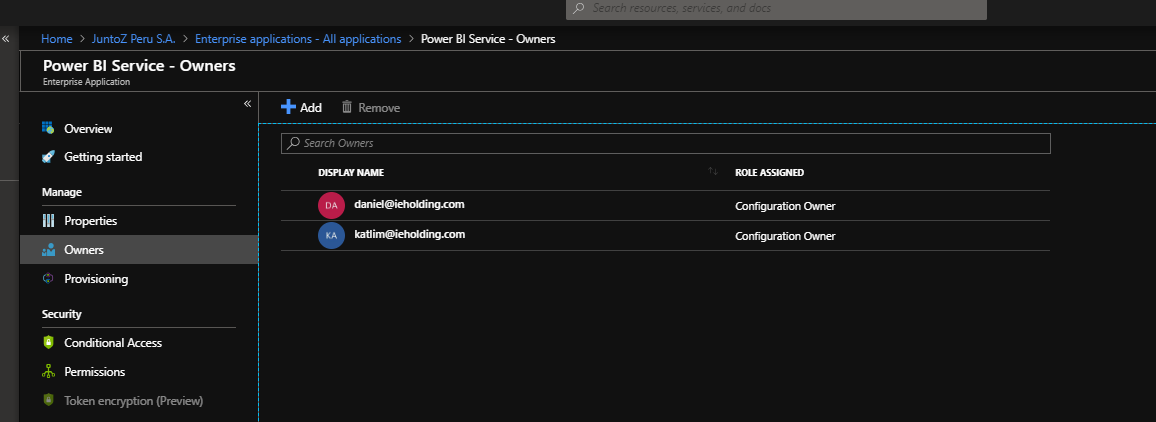 Search resources, services, and docs
«
Home > JuntoZ Peru S.A. > Enterprise applications - All applications > Power BI Service - Owners
Power BI Service - Owners
Enterprise Application
«
Add Remove
Overview
Search Owners
Getting started
DISPLAY NAME ROLE ASSIGNED
Manage
DA daniel@ieholding.com Configuration Owner
Properties
KA katlim@ieholding.com Configuration Owner
Owners
Provisioning
Security
Conditional Access
Permissions
Token encryption (Preview)